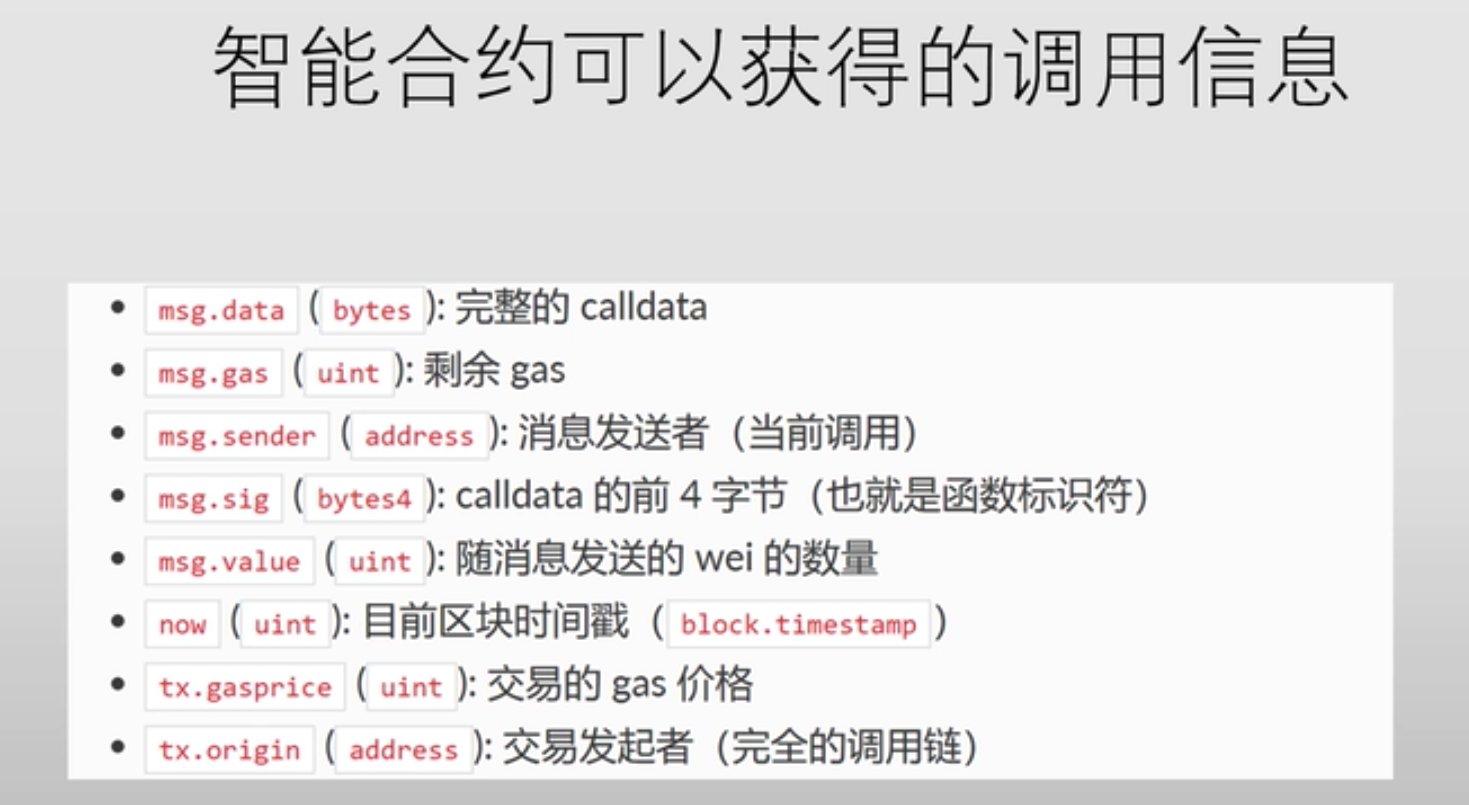 智能合约可以获得的调用信息
• msg.data (bytes): 完整的 calldata
• msg.gas (uint): 剩余 gas
• msg.sender (address): 消息发送者（当前调用）
• msg.sig (bytes4): calldata 的前 4 字节（也就是函数标识符）
• msg.value (uint): 随消息发送的 wei 的数量
• now (uint): 目前区块时间戳（block.timestamp）
• tx.gasprice (uint): 交易的 gas 价格
• tx.origin (address): 交易发起者（完全的调用链）